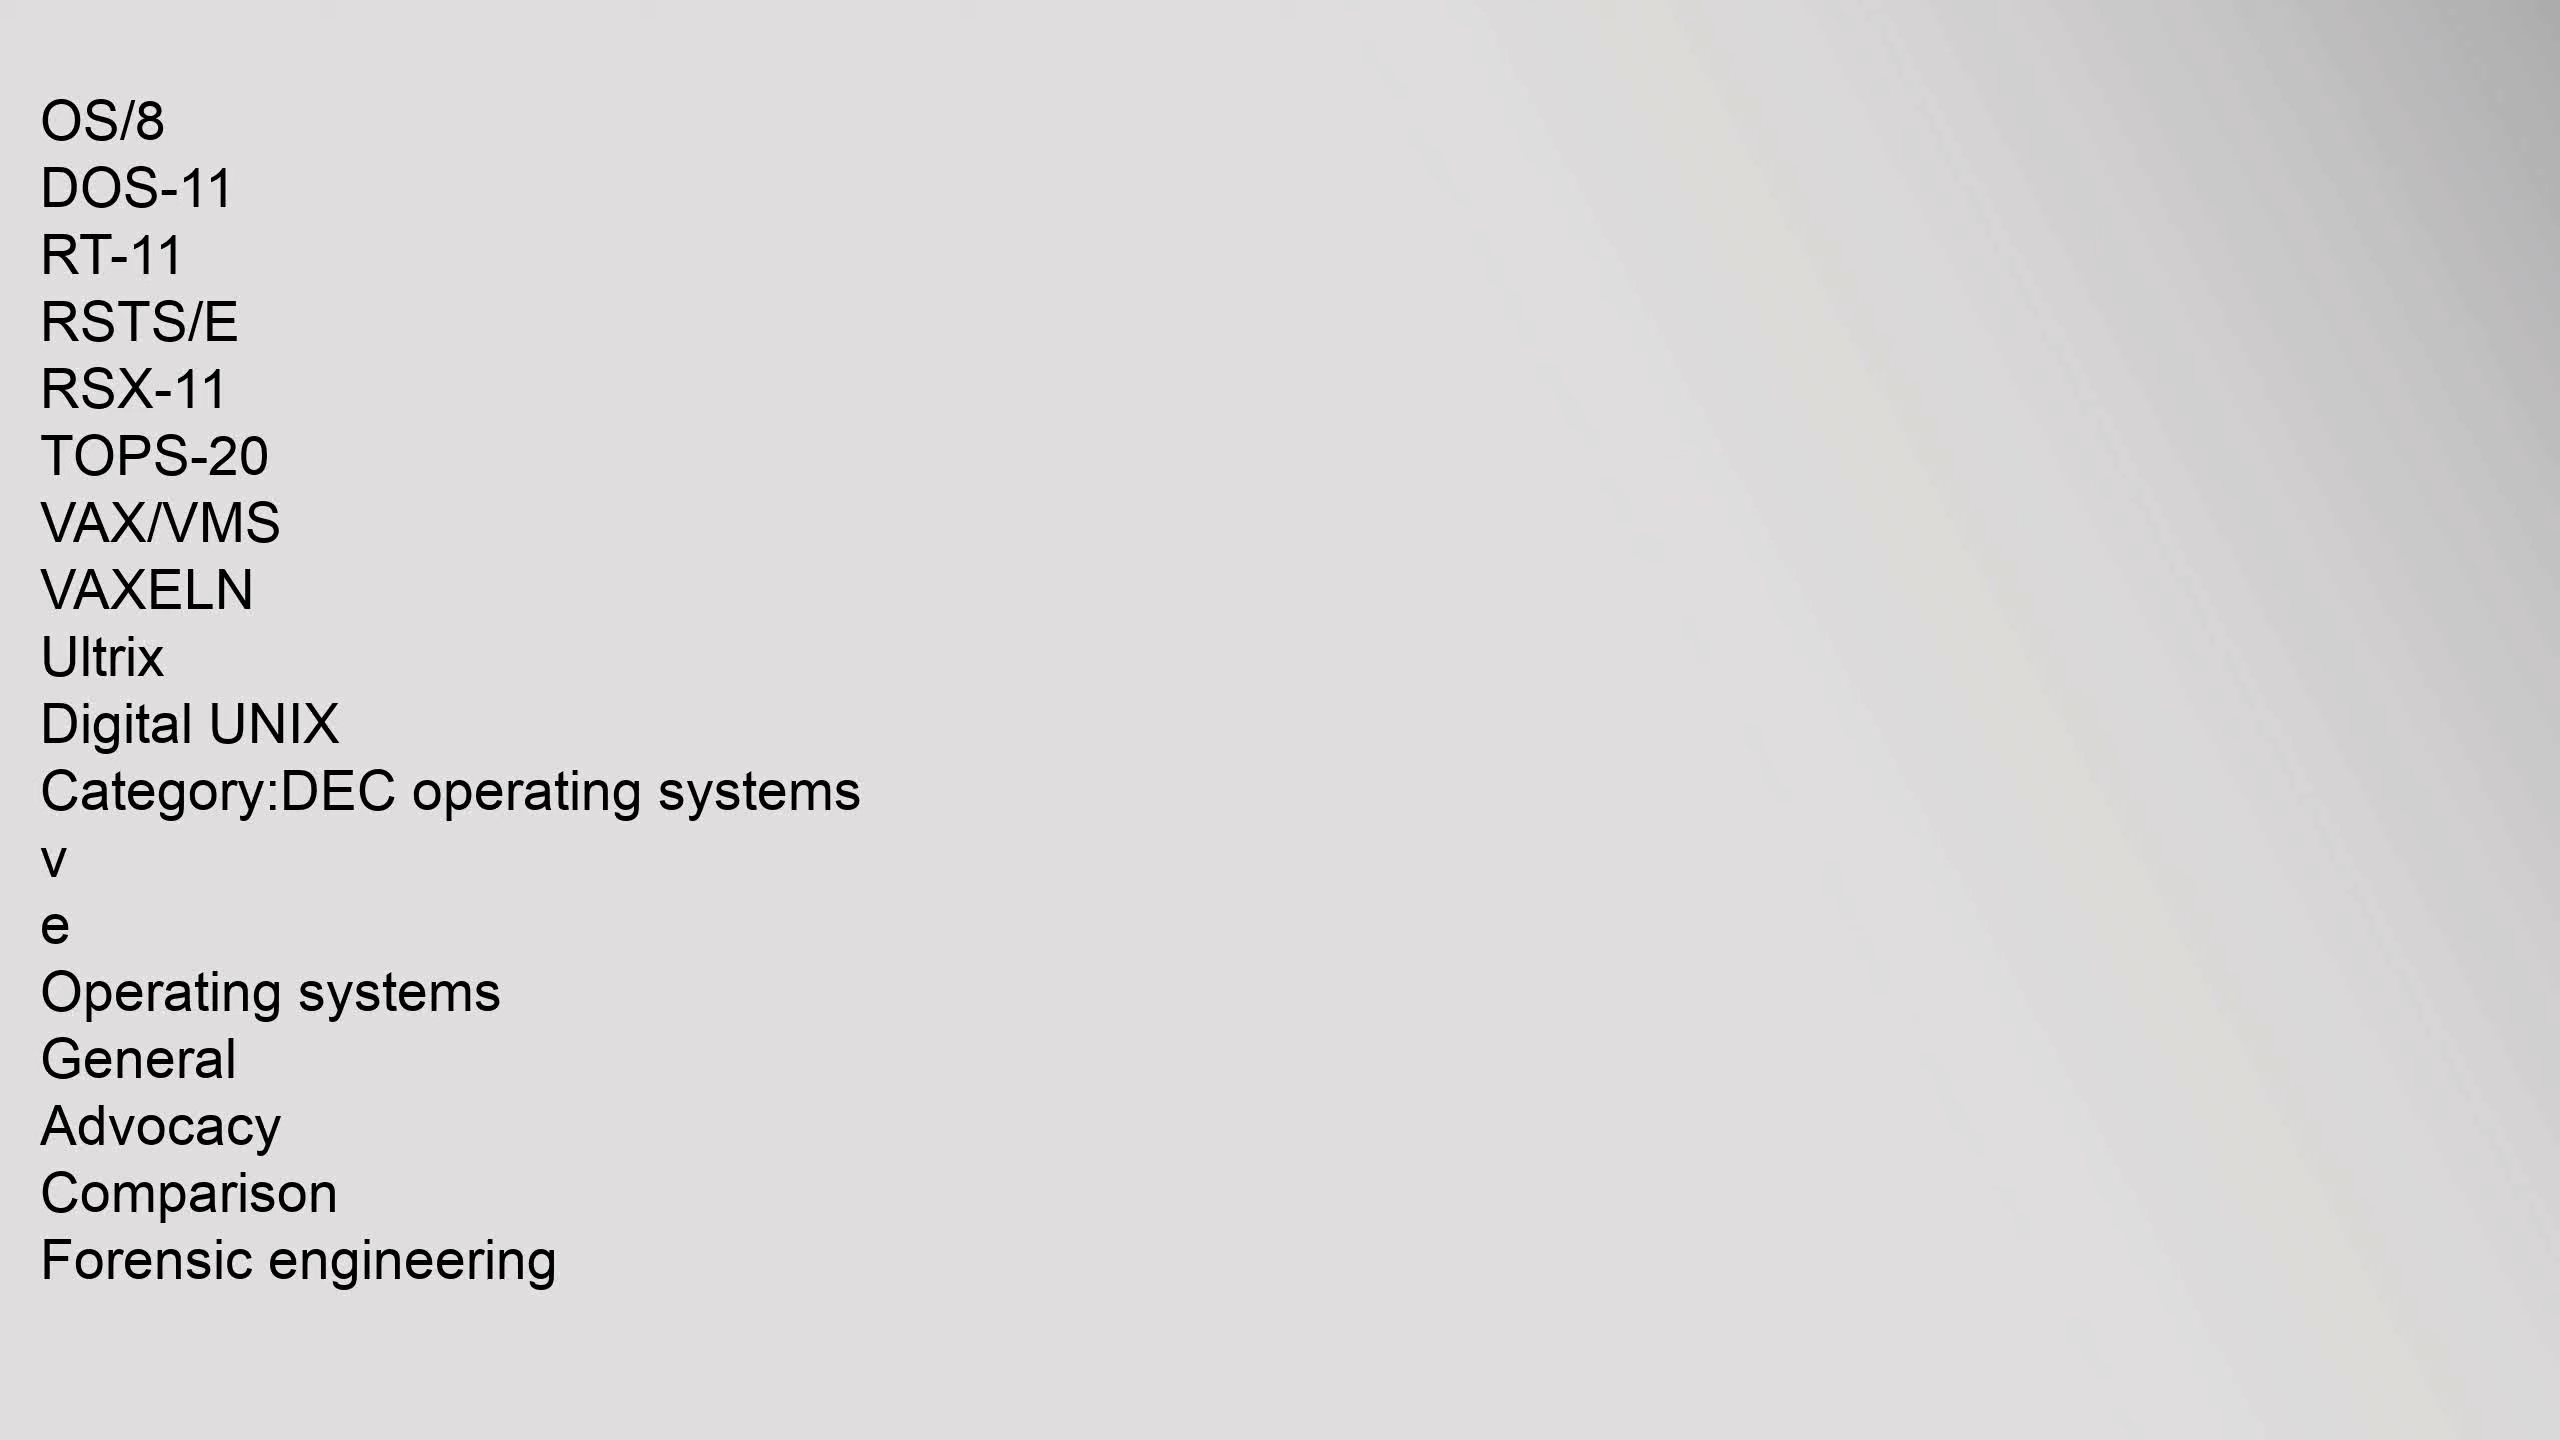 OS/8
DOS-11
RT-11
RSTS/E
RSX-11
TOPS-20
VAX/VMS
VAXELN
Ultrix
Digital UNIX
Category:DEC operating systems
v
e
Operating systems
General
Advocacy
Comparison
Forensic engineering